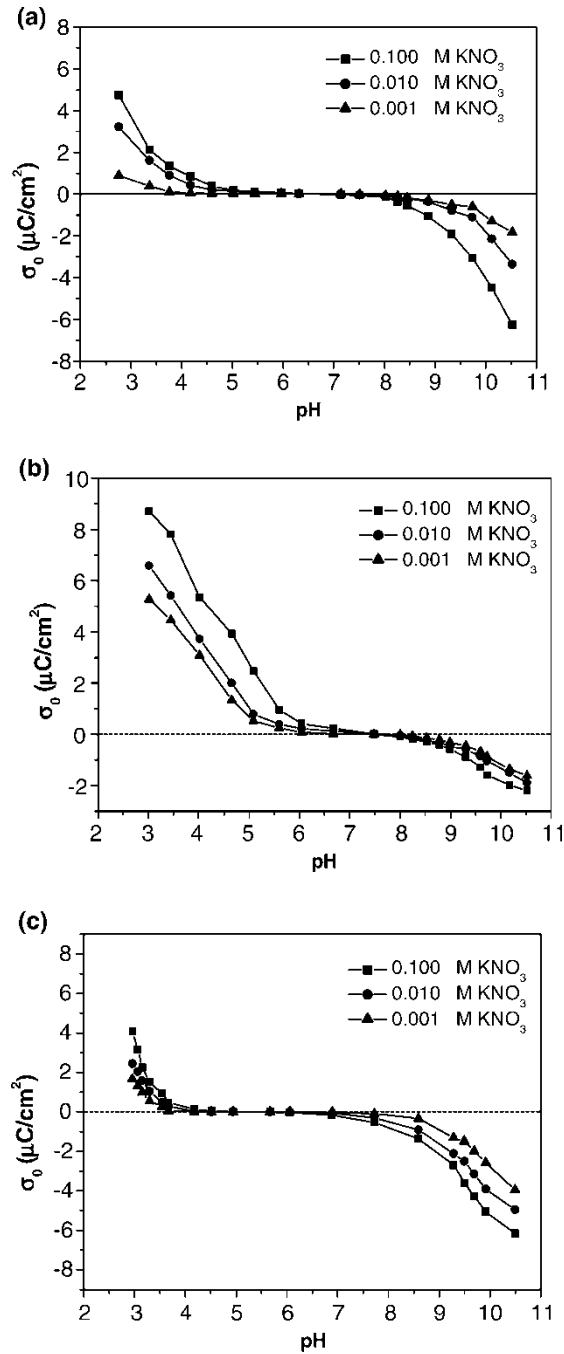 (a)
8
6
4
2
0
-2
-4
-6
-8
σ₀ (μC/cm²)
0.100 M KNO₃
0.010 M KNO₃
0.001 M KNO₃
2 3 4 5 6 7 8 9 10 11
pH
(b)
10
8
6
4
2
0
-2
σ₀ (μC/cm²)
0.100 M KNO₃
0.010 M KNO₃
0.001 M KNO₃
2 3 4 5 6 7 8 9 10 11
pH
(c)
8
6
4
2
0
-2
-4
-6
-8
σ₀ (μC/cm²)
0.100 M KNO₃
0.010 M KNO₃
0.001 M KNO₃
2 3 4 5 6 7 8 9 10 11
pH